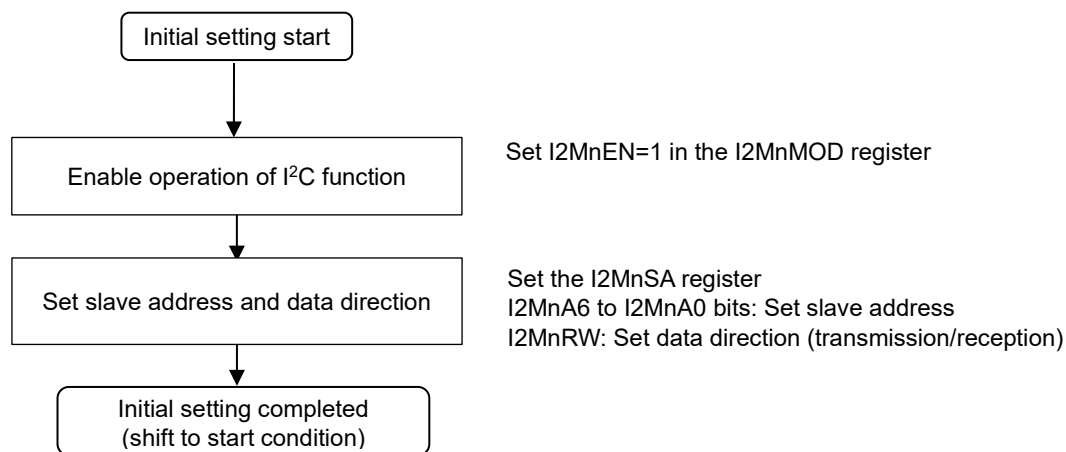 Initial setting start
Enable operation of I²C function
Set I2MnEN=1 in the I2MnMOD register
Set slave address and data direction
Set the I2MnSA register
I2MnA6 to I2MnA0 bits: Set slave address
I2MnRW: Set data direction (transmission/reception)
Initial setting completed
(shift to start condition)